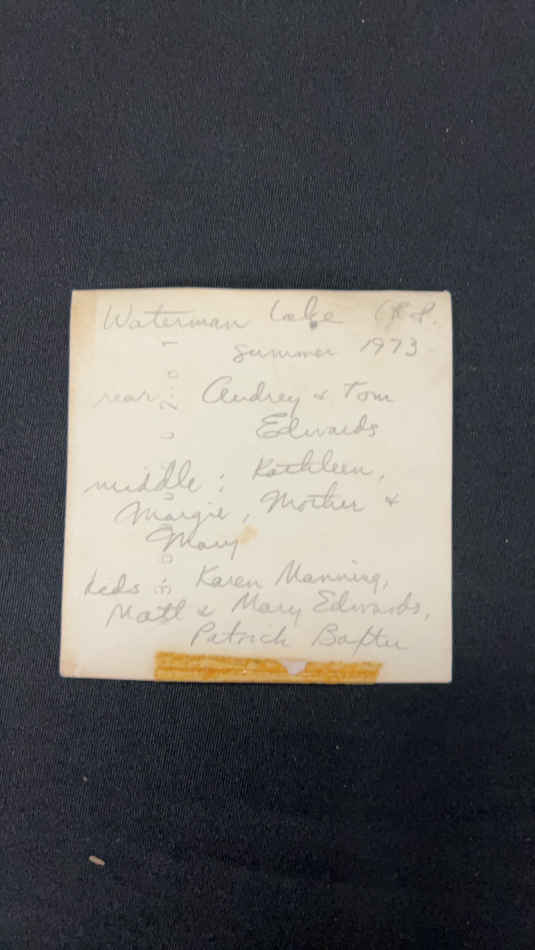 Waterman Lake (R.I.
Summer 1973
rear Audrey & Tom
Edwards
middle: Kathleen,
Margie, Mother &
Mary
kids: Karen Manning,
Matt & Mary Edwards,
Patrick Baxter